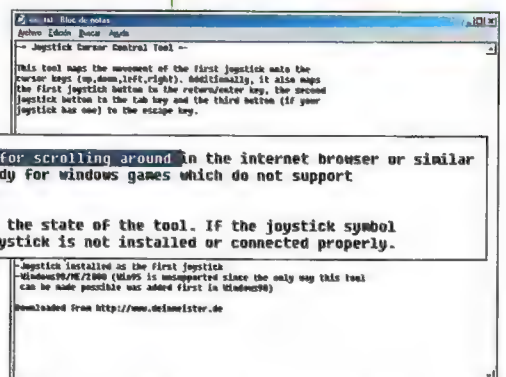 .txt Bloc de notas
Archivo Edición Buscar Ayuda
-- Joystick Cursor Control Tool --
This tool maps the movement of the first joystick onto the
cursor keys (up,down,left,right). Additionally, it also maps
the first joystick button to the return/enter key, the second
joystick button to the tab key and the third button (if your
joystick has one) to the escape key.
for scrolling around in the internet browser or similar
dy for windows games which do not support
the state of the tool. If the joystick symbol
ystick is not installed or connected properly.
-Joystick installed as the first joystick
-Windows98/ME/2000 (Win95 is unsupported since the only way this tool
can be made possible was added first in Windows98)
Downloaded from http://www.deinmeister.de